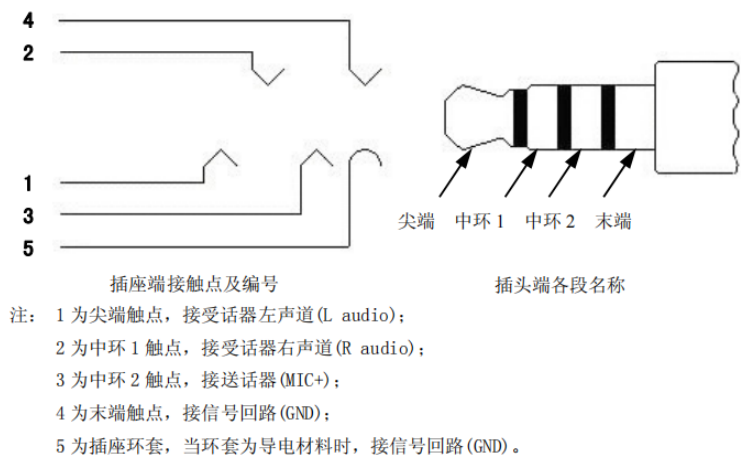 4
2
1
3
5
尖端 中环 1 中环 2 末端
插座端接触点及编号
插头端各段名称
注： 1 为尖端触点，接受话器左声道(L audio);
2 为中环 1 触点，接受话器右声道(R audio);
3 为中环 2 触点，接送话器(MIC+);
4 为末端触点，接信号回路(GND);
5 为插座环套，当环套为导电材料时，接信号回路(GND)。